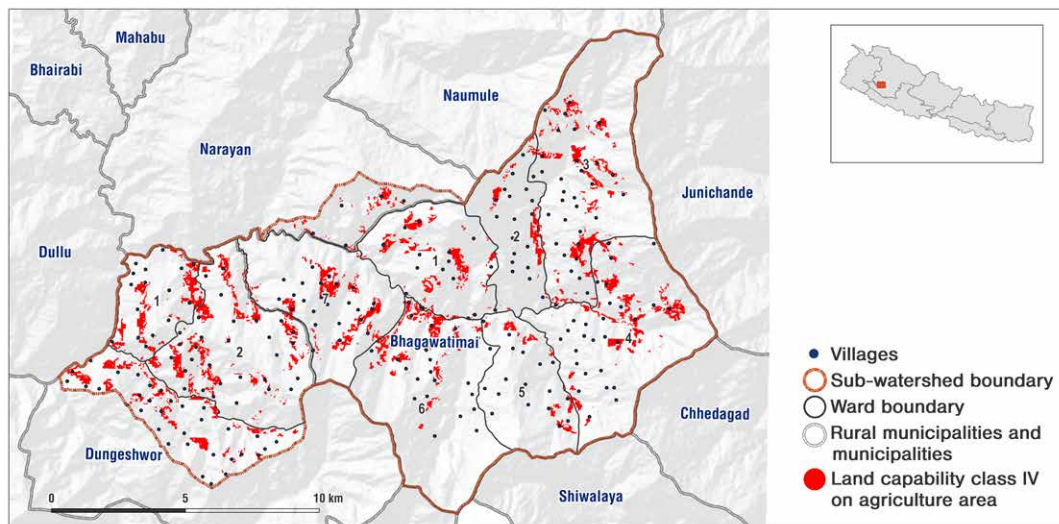 Mahabu
Bhairabi
Naumule
Narayan
3
Junichande
2
Dullu
1
1
7
2
Bhagawatimai
4
5
6
Chhedagad
Dungeshwor
Shiwalaya
0 5 10 km
Villages
Sub-watershed boundary
Ward boundary
Rural municipalities and
municipalities
Land capability class IV
on agriculture area